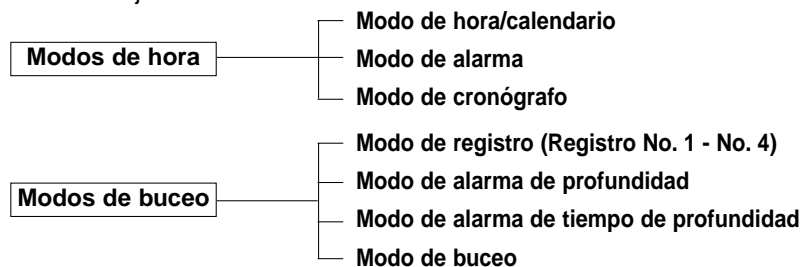 Modo de hora/calendario
Modos de hora
Modo de alarma
Modo de cronógrafo
Modo de registro (Registro No. 1 - No. 4)
Modo de alarma de profundidad
Modos de buceo
Modo de alarma de tiempo de profundidad
Modo de buceo